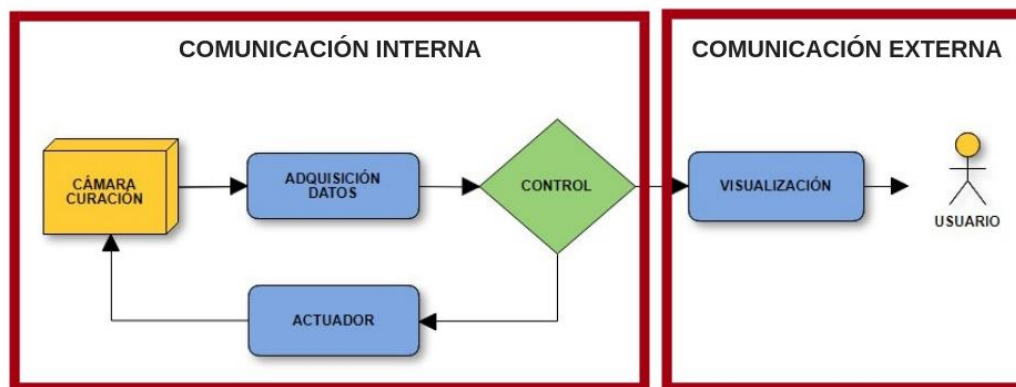 COMUNICACIÓN INTERNA
COMUNICACIÓN EXTERNA
CÁMARA
CURACIÓN
ADQUISICIÓN
DATOS
CONTROL
VISUALIZACIÓN
USUARIO
ACTUADOR